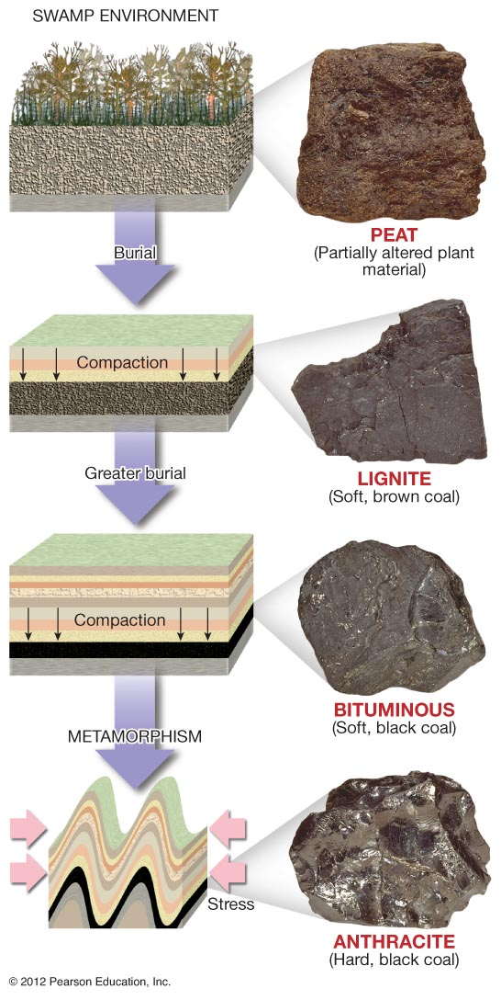 SWAMP ENVIRONMENT
PEAT
(Partially altered plant
material)
Burial
Compaction
LIGNITE
(Soft, brown coal)
Greater burial
Compaction
BITUMINOUS
(Soft, black coal)
METAMORPHISM
Stress
ANTHRACITE
(Hard, black coal)
© 2012 Pearson Education, Inc.